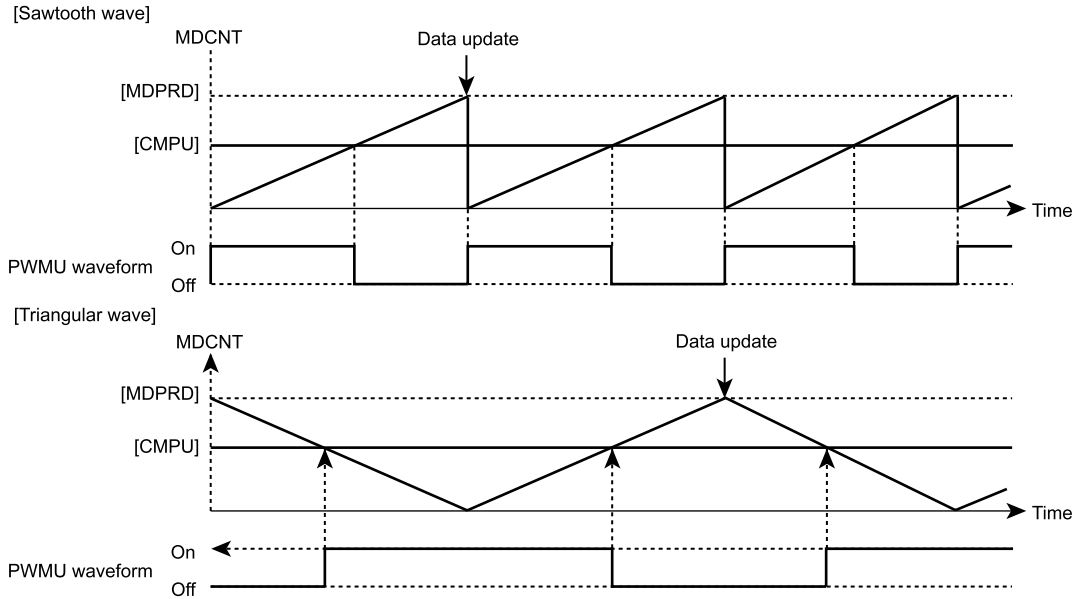 [Sawtooth wave]
MDCNT
Data update
[MDPRD]
[CMPU]
Time
On
PWMU waveform
Off
[Triangular wave]
MDCNT
Data update
[MDPRD]
[CMPU]
Time
On
PWMU waveform
Off